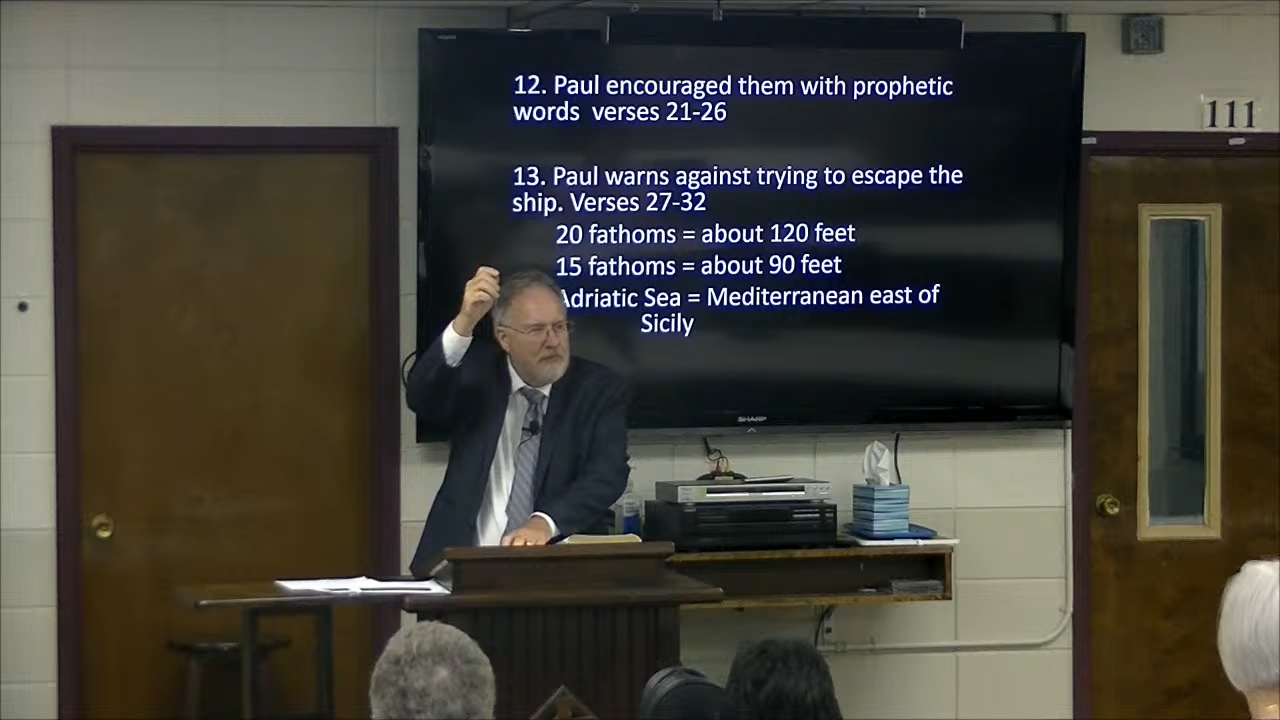 12. Paul encouraged them with prophetic
words verses 21-26
13. Paul warns against trying to escape the
ship. Verses 27-32
20 fathoms = about 120 feet
15 fathoms = about 90 feet
Adriatic Sea = Mediterranean east of
Sicily
SHARP
111